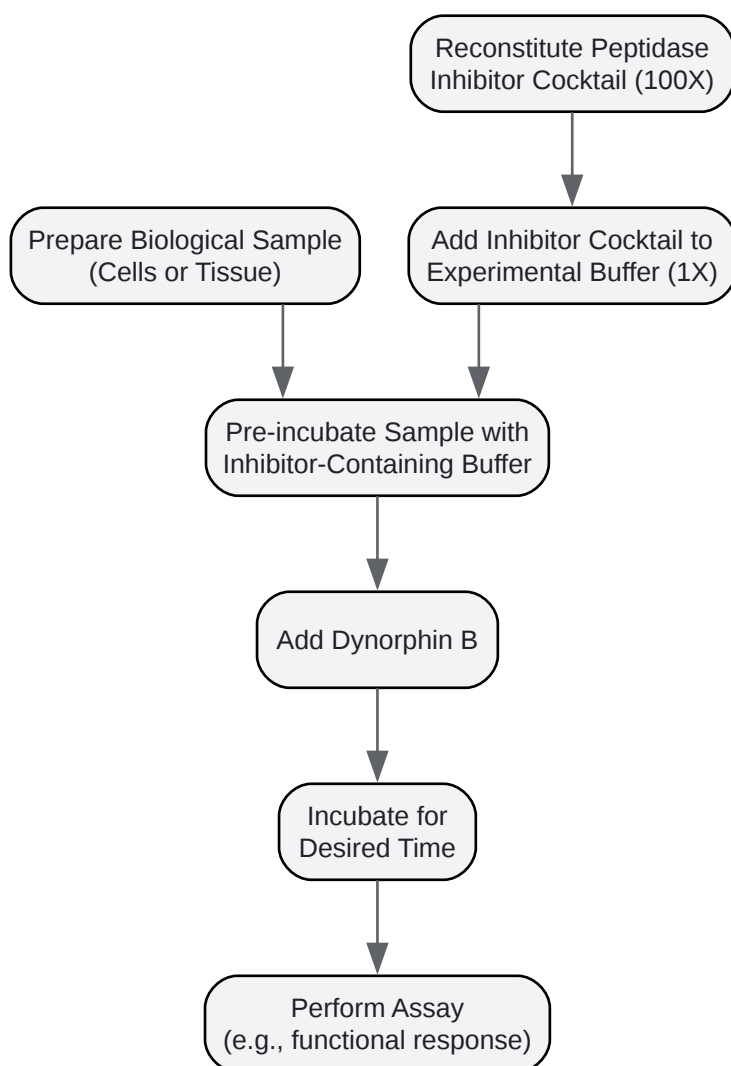 Reconstitute Peptidase
Inhibitor Cocktail (100X)
Prepare Biological Sample
(Cells or Tissue)
Add Inhibitor Cocktail to
Experimental Buffer (1X)
Pre-incubate Sample with
Inhibitor-Containing Buffer
Add Dynorphin B
Incubate for
Desired Time
Perform Assay
(e.g., functional response)